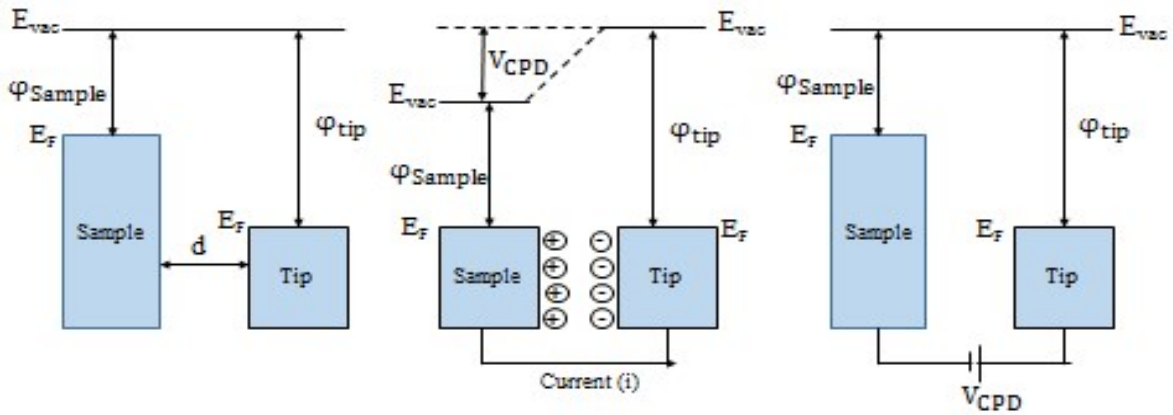 E_vac
φ_Sample
φ_tip
E_F
Sample
E_F
d
Tip
E_vac
V_CPD
E_vac
φ_Sample
φ_tip
E_F
E_F
Sample
+ -
+ -
+ -
+ -
Tip
Current (i)
E_vac
φ_Sample
φ_tip
E_F
Sample
E_F
Tip
V_CPD